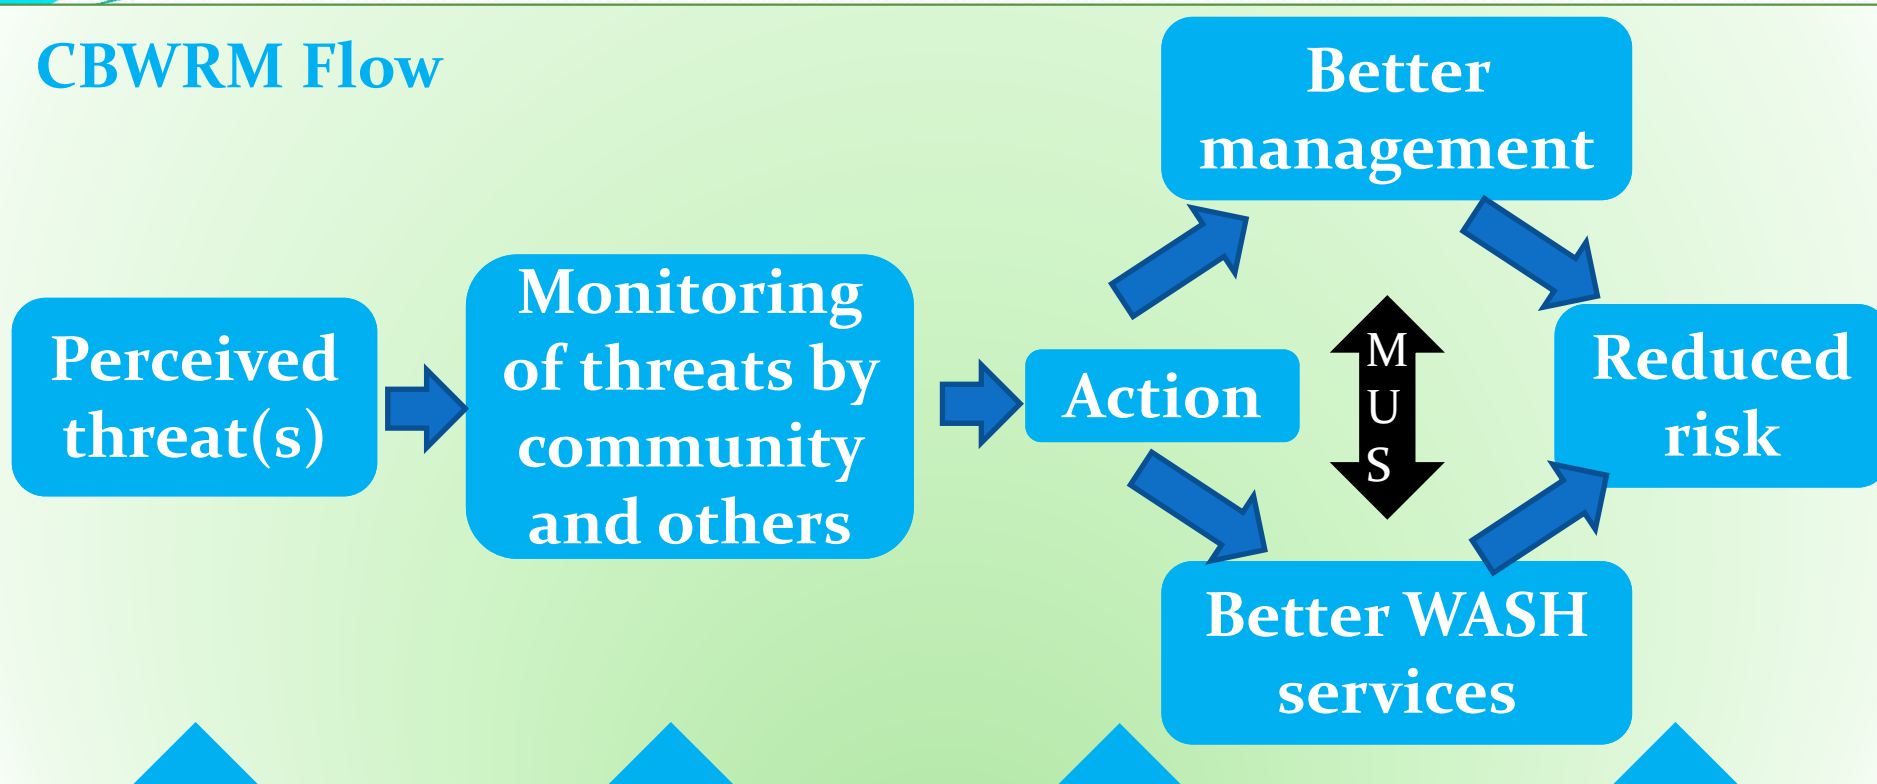 CBWRM Flow
Perceived
threat(s)
Monitoring
of threats by
community
and others
Action
Better
management
M
U
S
Better WASH
services
Reduced
risk